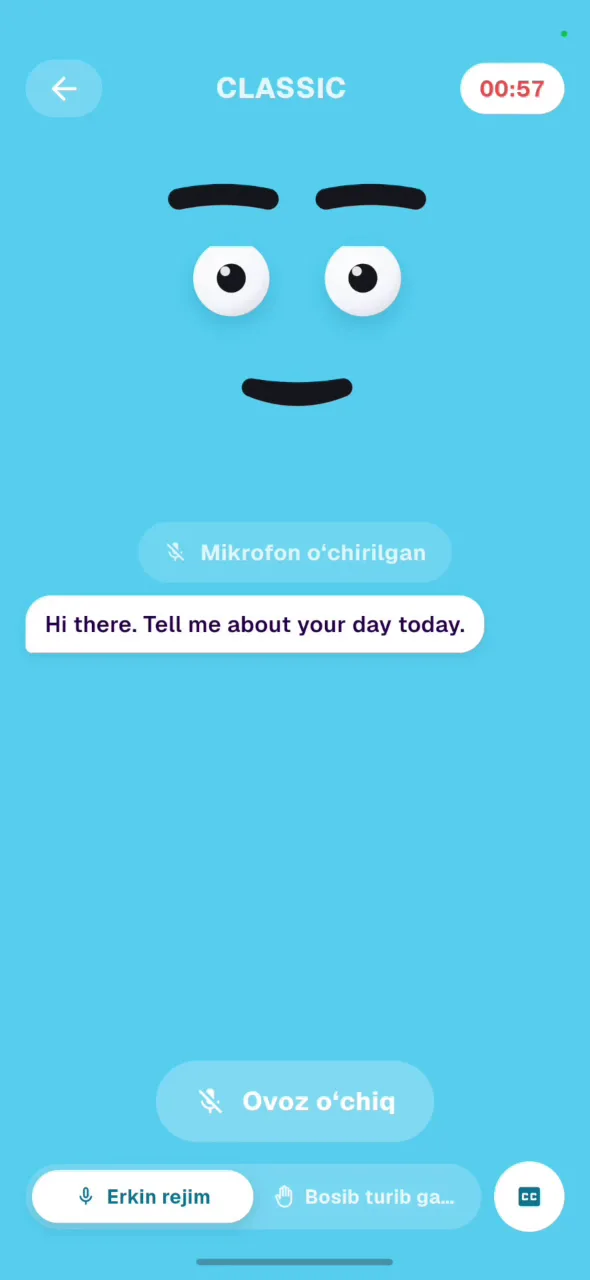 CLASSIC
00:57
Mikrofon o‘chirilgan
Hi there. Tell me about your day today.
Ovoz o‘chiq
Erkin rejim
Bosib turib ga...
CC